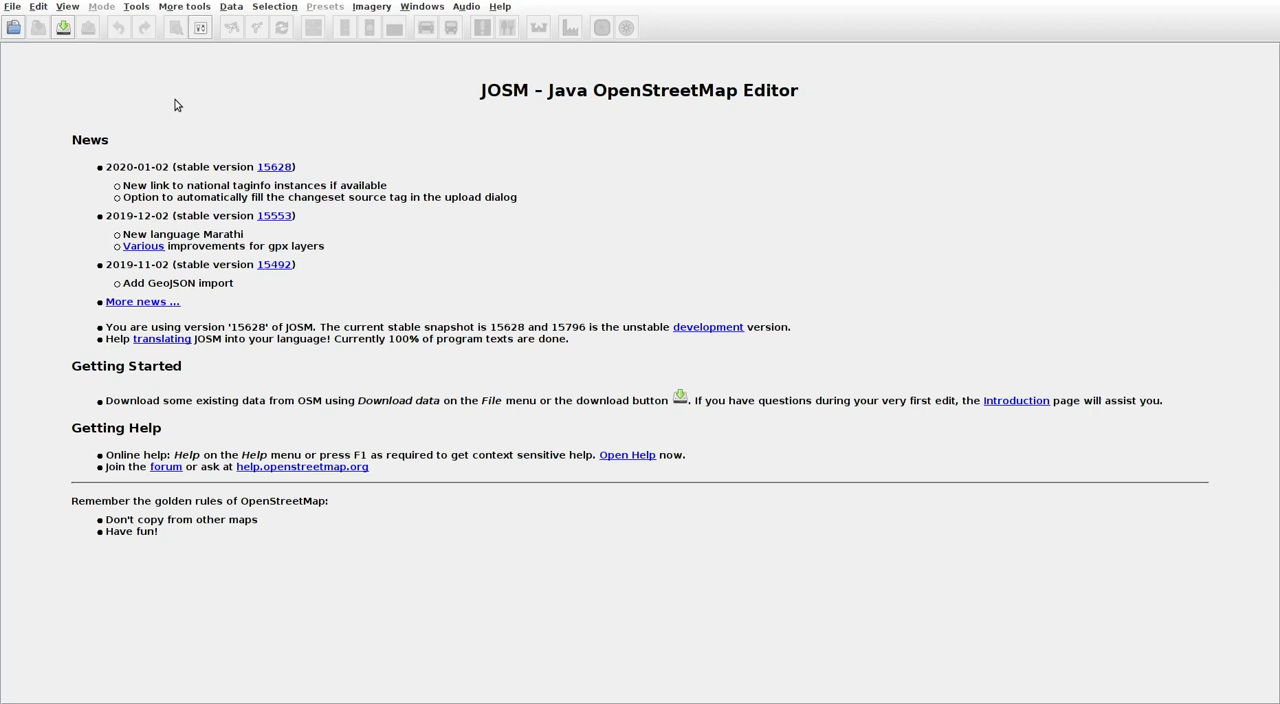 File Edit View Mode Tools More tools Data Selection Presets Imagery Windows Audio Help
JOSM – Java OpenStreetMap Editor
News
2020-01-02 (stable version 15628)
New link to national taginfo instances if available
Option to automatically fill the changeset source tag in the upload dialog
2019-12-02 (stable version 15553)
New language Marathi
Various improvements for gpx layers
2019-11-02 (stable version 15492)
Add GeoJSON import
More news ...
You are using version '15628' of JOSM. The current stable snapshot is 15628 and 15796 is the unstable development version.
Help translating JOSM into your language! Currently 100% of program texts are done.
Getting Started
Download some existing data from OSM using Download data on the File menu or the download button . If you have questions during your very first edit, the Introduction page will assist you.
Getting Help
Online help: Help on the Help menu or press F1 as required to get context sensitive help. Open Help now.
Join the forum or ask at help.openstreetmap.org
Remember the golden rules of OpenStreetMap:
Don't copy from other maps
Have fun!